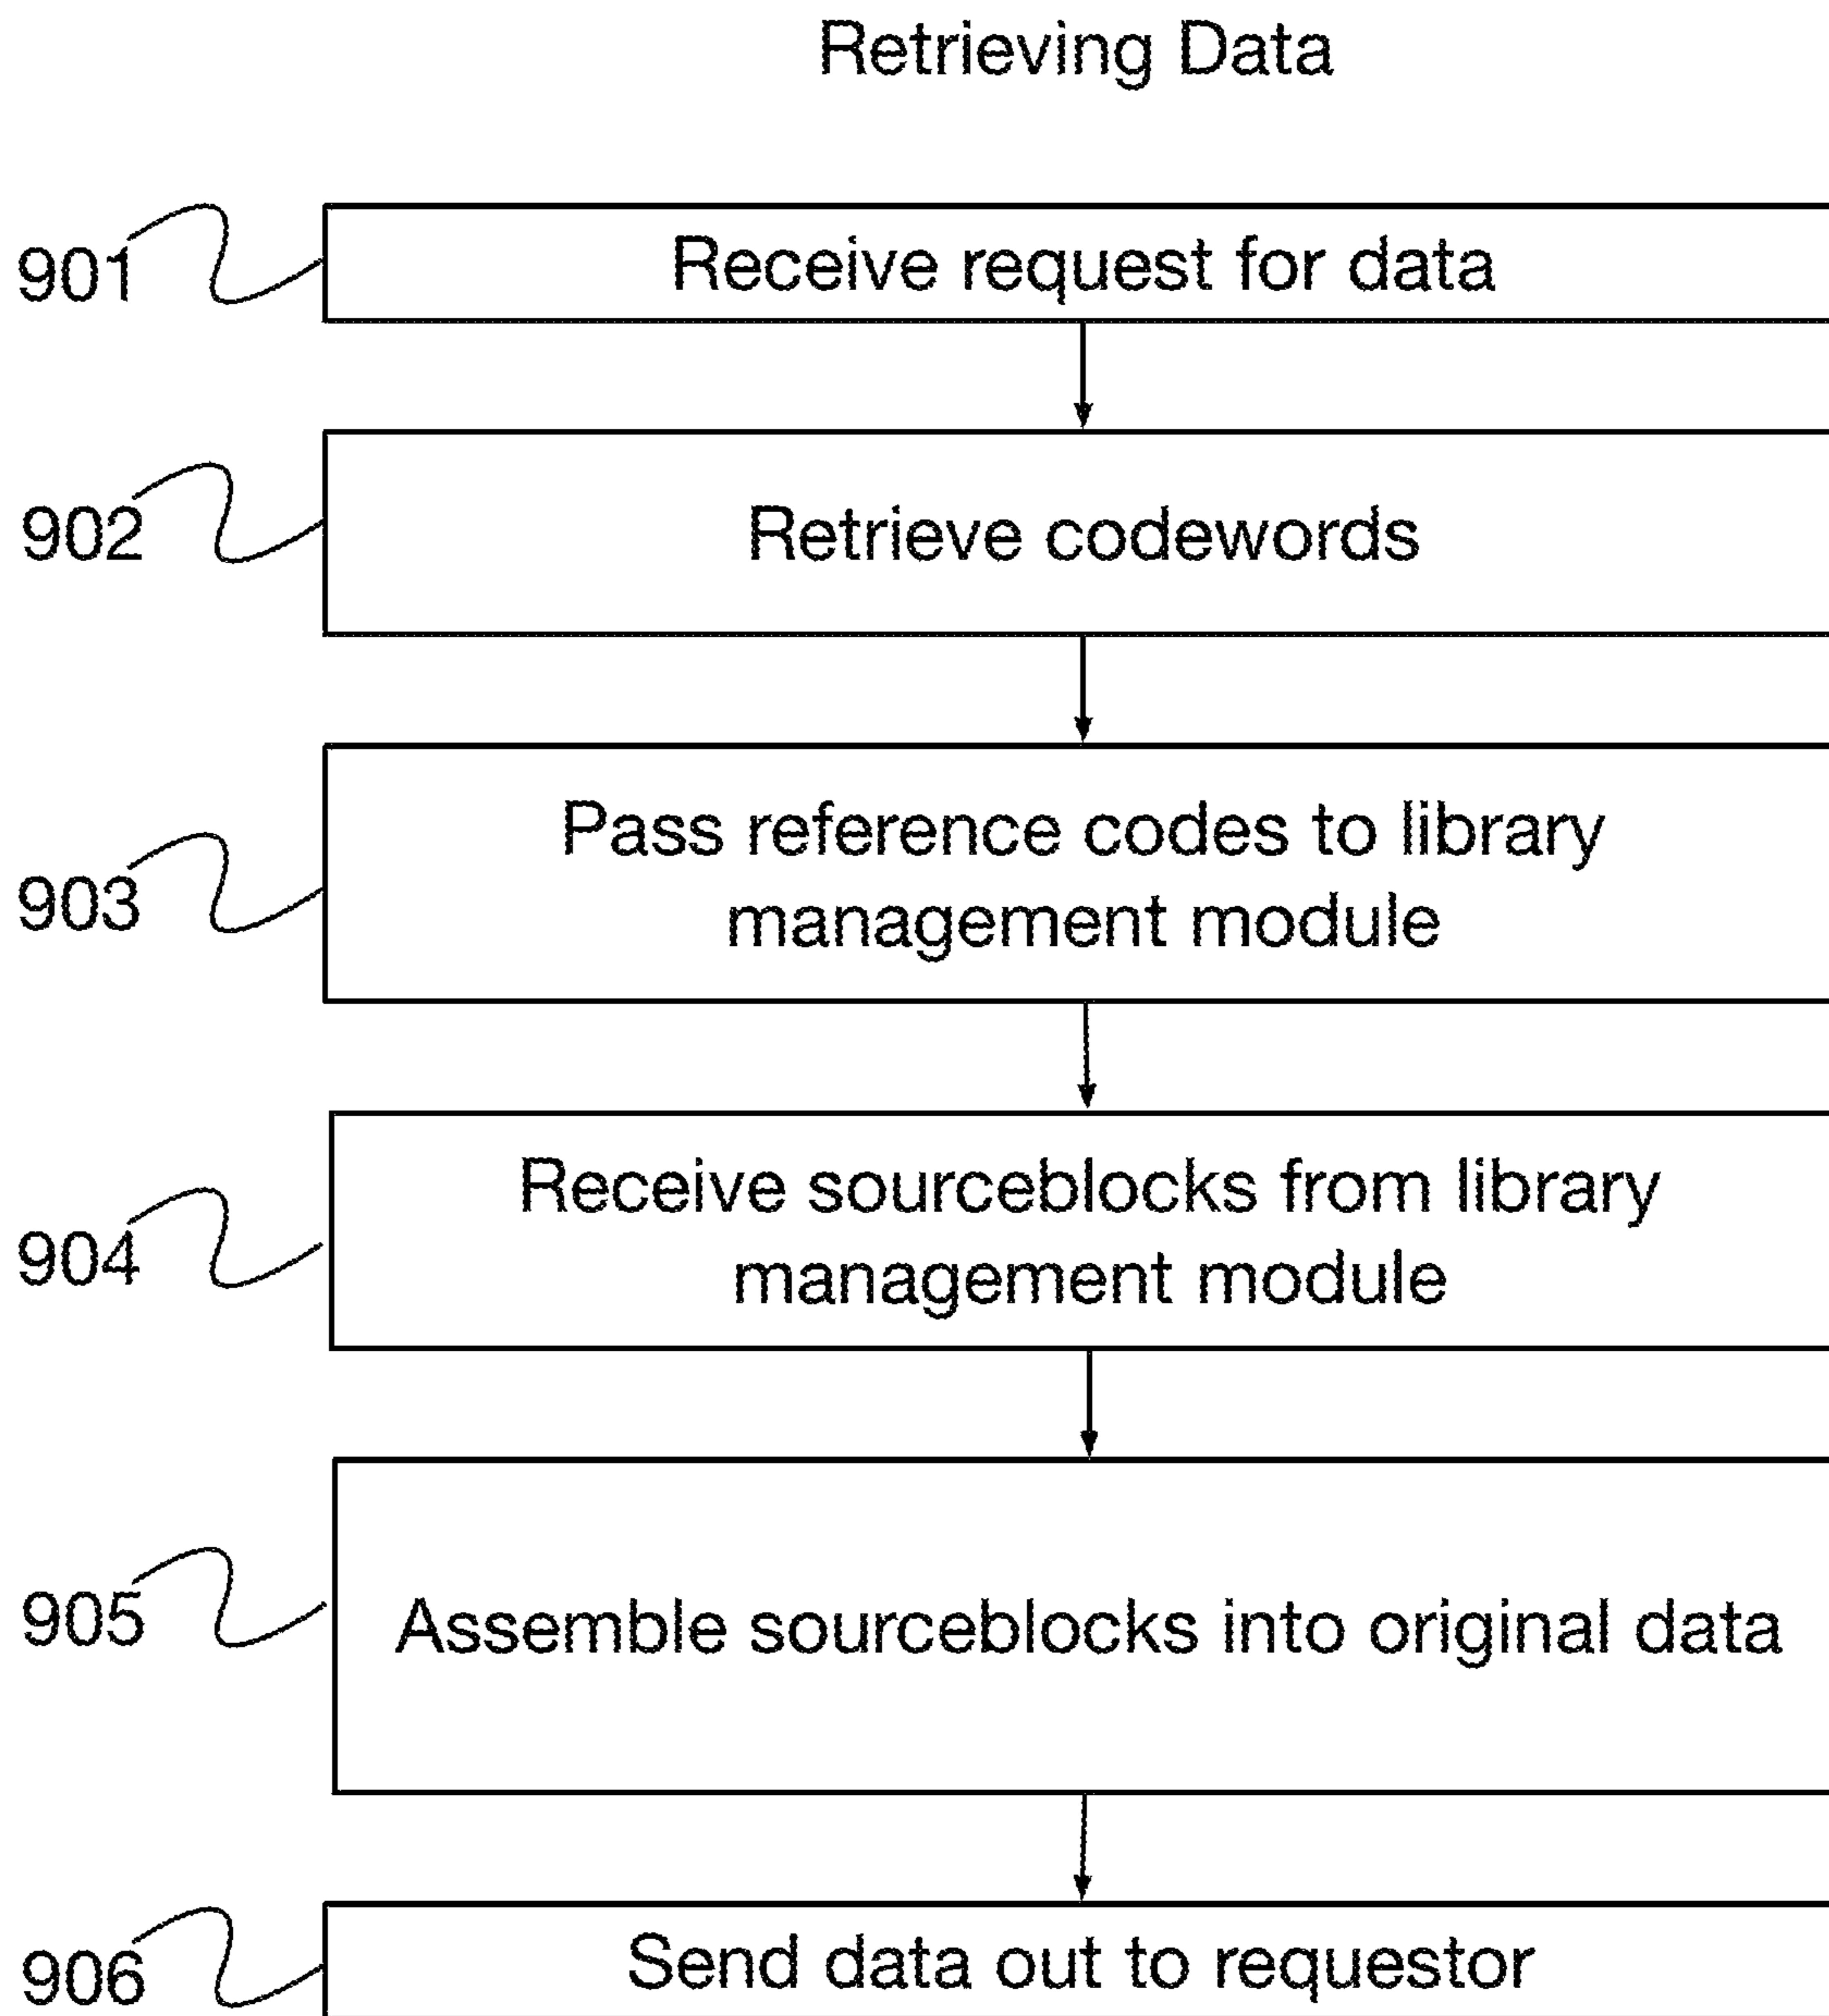 Retrieving Data
901
Receive request for data
902
Retrieve codewords
903
Pass reference codes to library
management module
904
Receive sourceblocks from library
management module
905
Assemble sourceblocks into original data
906
Send data out to requestor